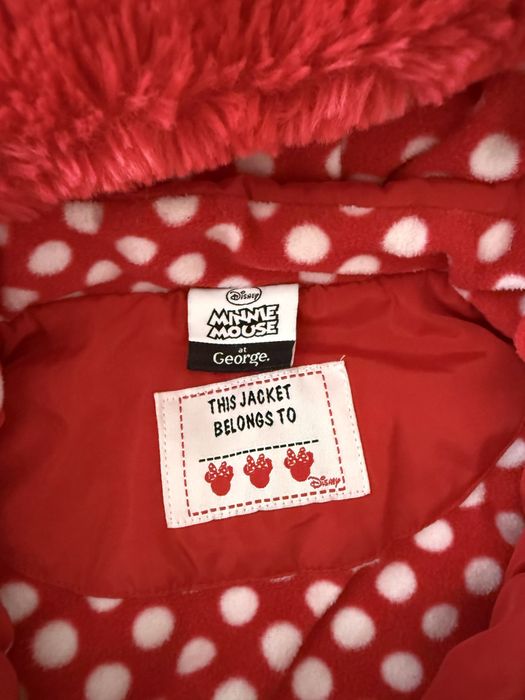 Disney
MINNIE
MOUSE
at
George.
THIS JACKET
BELONGS TO
Disney